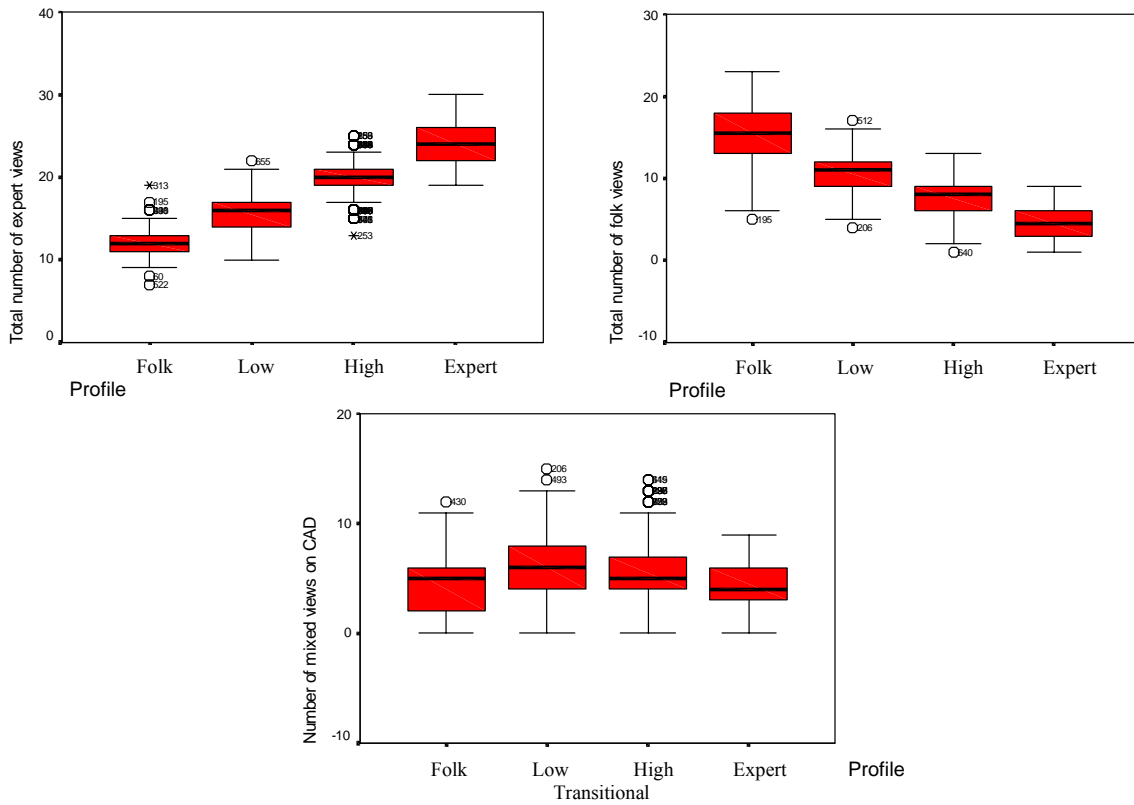 Total number of expert views
40
30
20
10
0
313
195
60
522
655
253
Folk Low High Expert
Profile
Total number of folk views
30
20
10
0
-10
195
512
206
640
Folk Low High Expert
Profile
Number of mixed views on CAD
20
10
0
-10
430
206
493
Folk Low High Expert
Transitional
Profile